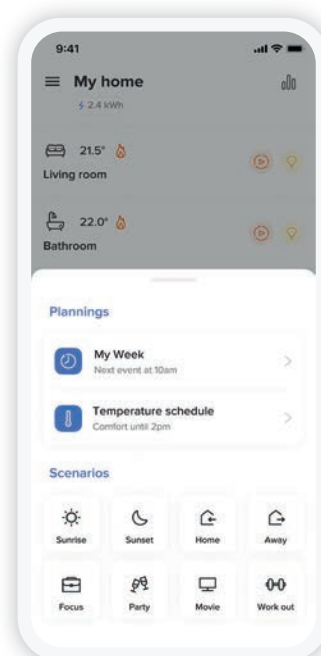 9:41
My home
2.4 kWh
21.5°
Living room
22.0°
Bathroom
Plannings
My Week
Next event at 10am
Temperature schedule
Comfort until 2pm
Scenarios
Sunrise Sunset Home Away
Focus Party Movie Work out